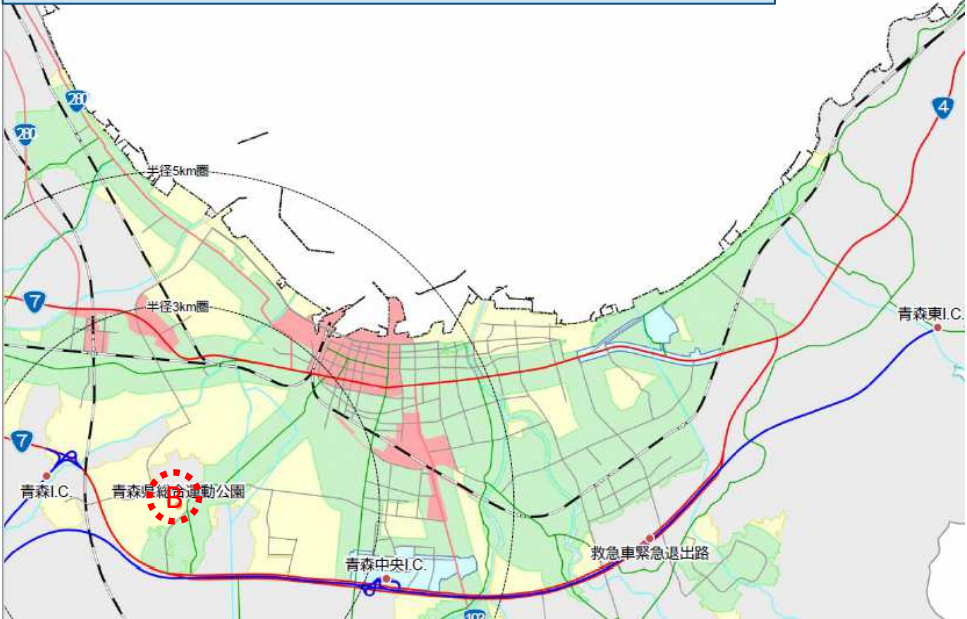 280
280
4
半径5km圏
7
半径3km圏
青森東I.C.
7
青森I.C.
青森県総合運動公園
B
救急車緊急退出路
青森中央I.C.
103